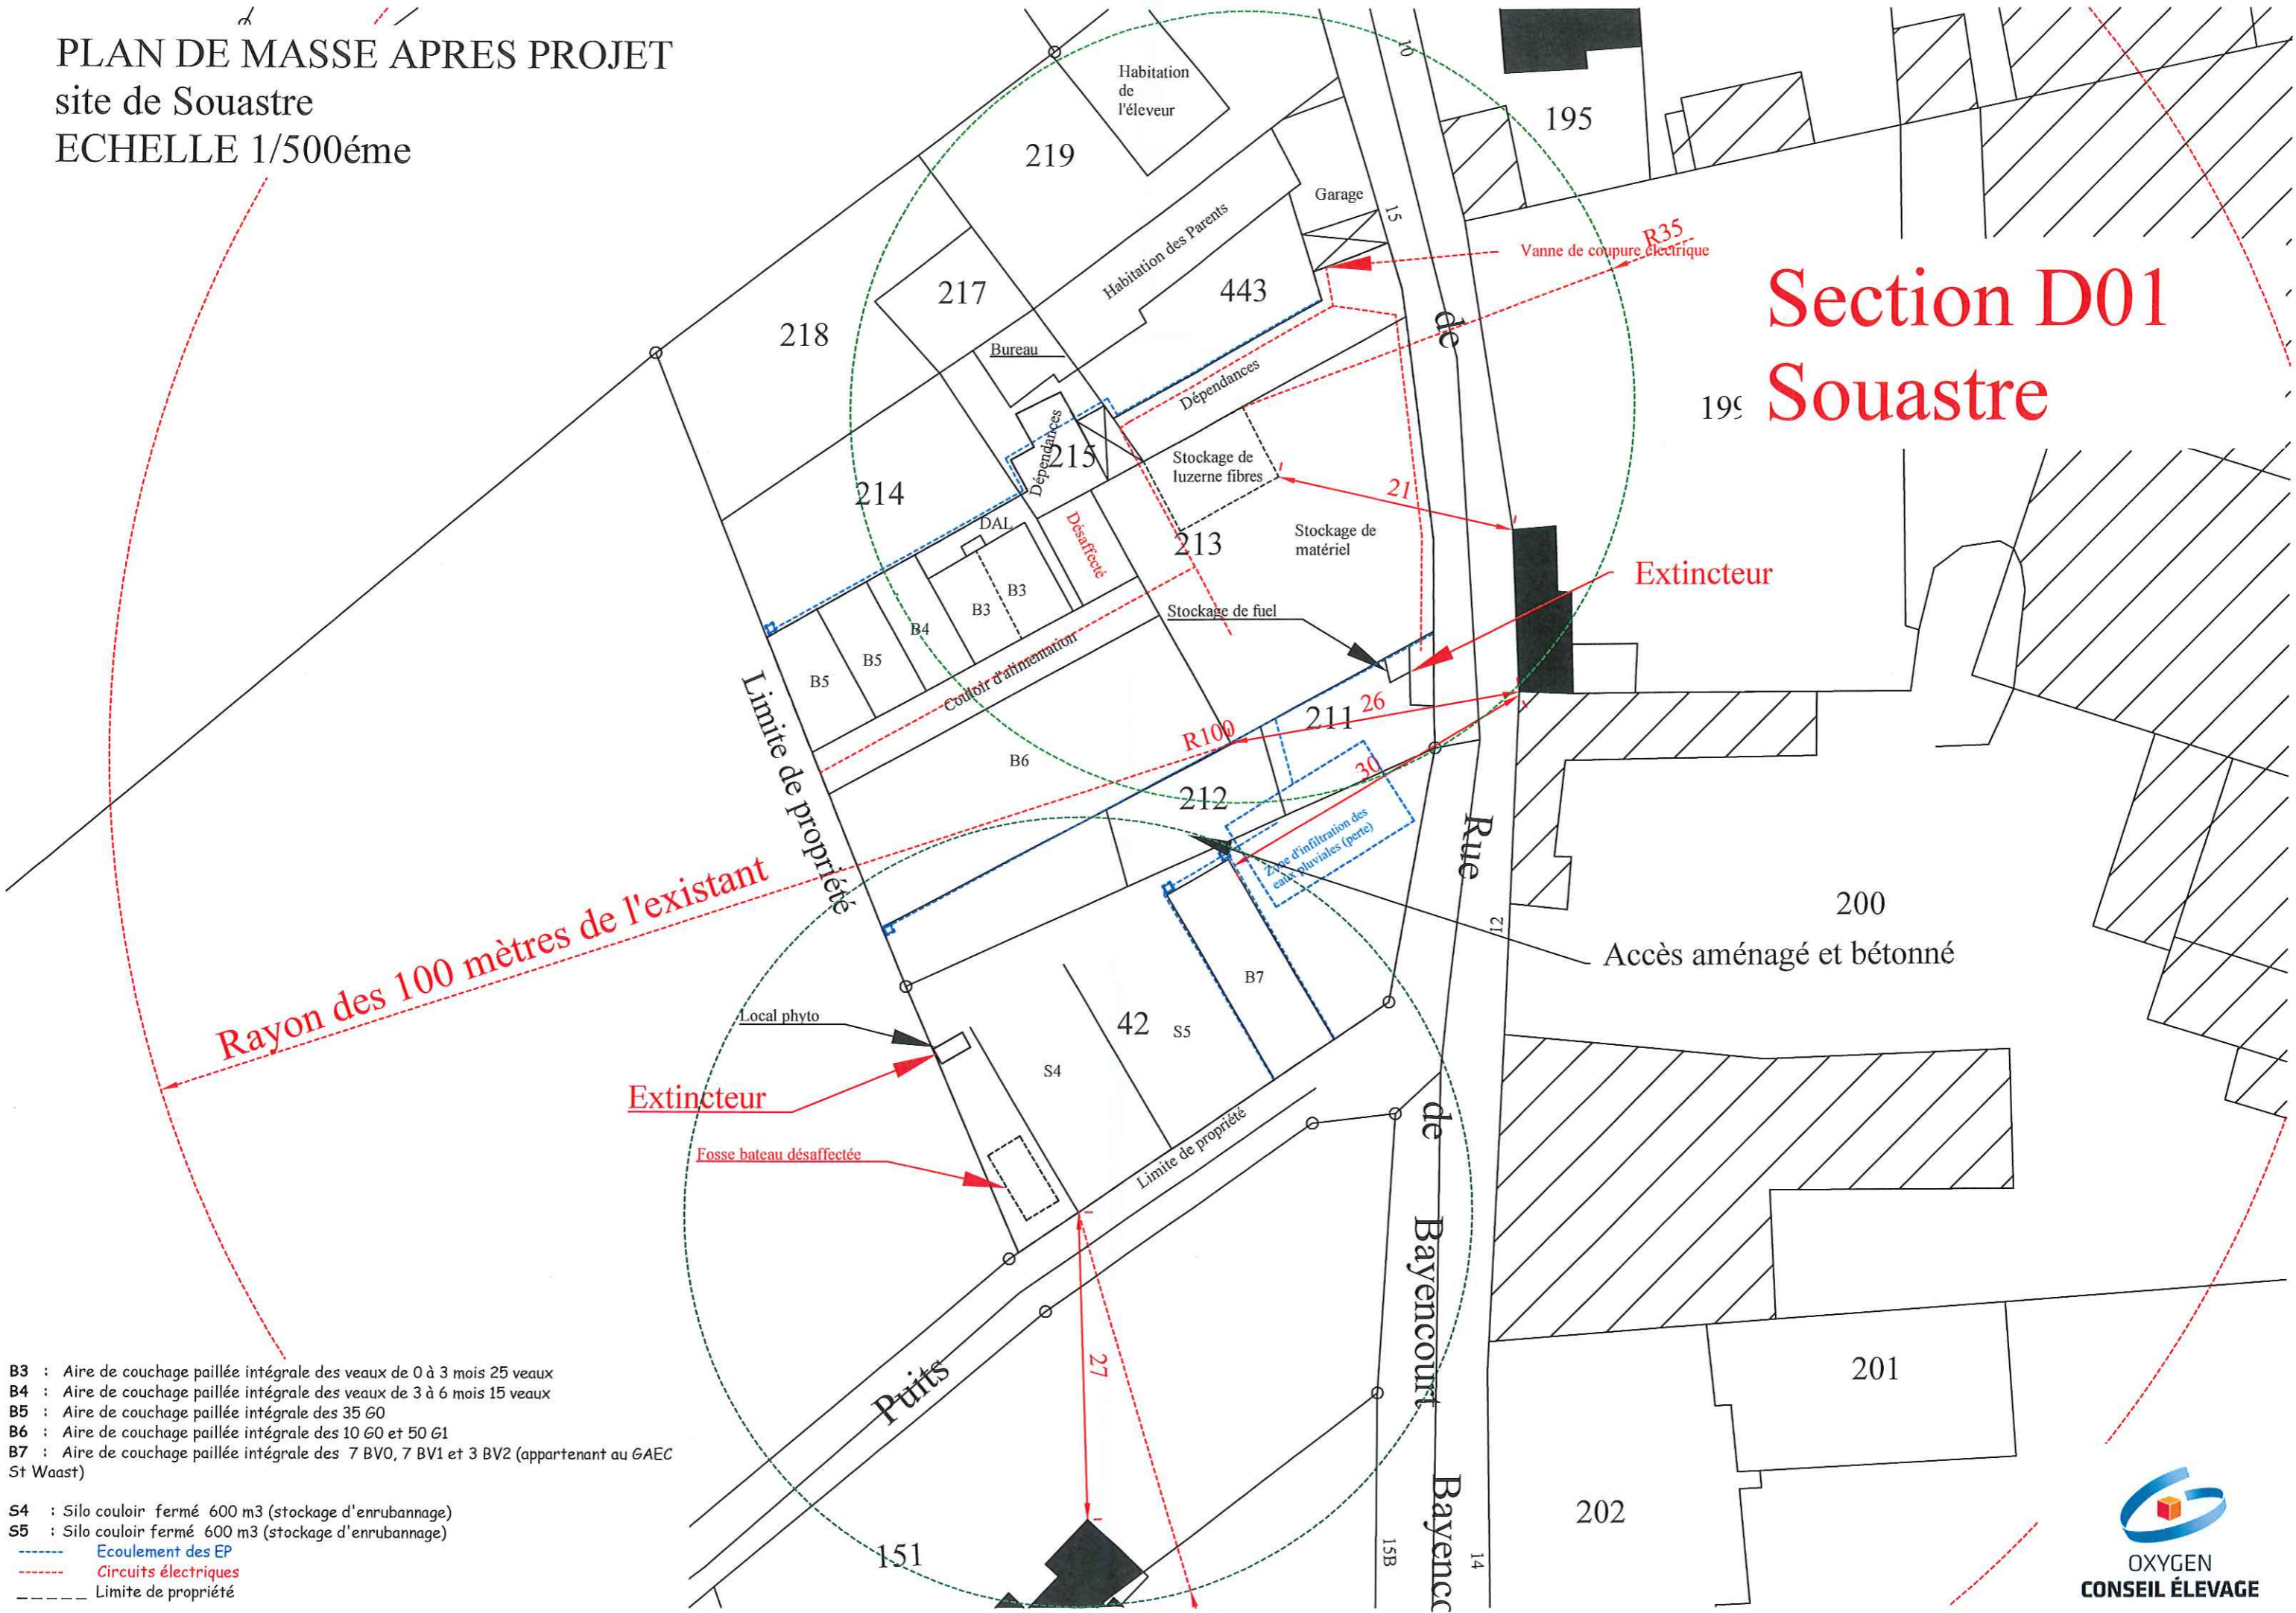 PLAN DE MASSE APRES PROJET
site de Souastre
ECHELLE 1/500éme
Habitation
de
l'éleveur
10
195
219
Garage
15
Habitation des Parents
R35
Vanne de coupure électrique
Section D01
Souastre
217
443
218
de
Bureau
Dépendances
199
Dépendances
215
Stockage de
luzerne fibres
214
21
DAL
Désaffecté
213
Stockage de
matériel
Extincteur
B3
B3
Stockage de fuel
B4
B5
B5
Couloir d'alimentation
Limite de propriété
26
211
R100
B6
30
212
Zone d'infiltration des
eaux pluviales (perte)
Rue
Rayon des 100 mètres de l'existant
200
12
Accès aménagé et bétonné
B7
Local phyto
42
S5
S4
Extincteur
de
Fosse bateau désaffectée
Limite de propriété
Bayencourt
27
Puits
201
B3 : Aire de couchage paillée intégrale des veaux de 0 à 3 mois 25 veaux
B4 : Aire de couchage paillée intégrale des veaux de 3 à 6 mois 15 veaux
B5 : Aire de couchage paillée intégrale des 35 G0
B6 : Aire de couchage paillée intégrale des 10 G0 et 50 G1
B7 : Aire de couchage paillée intégrale des 7 BV0, 7 BV1 et 3 BV2 (appartenant au GAEC
St Waast)
S4 : Silo couloir fermé 600 m3 (stockage d'enrubannage)
S5 : Silo couloir fermé 600 m3 (stockage d'enrubannage)
Ecoulement des EP
Circuits électriques
Limite de propriété
151
15B
Bayenco
14
202
OXYGEN
CONSEIL ÉLEVAGE